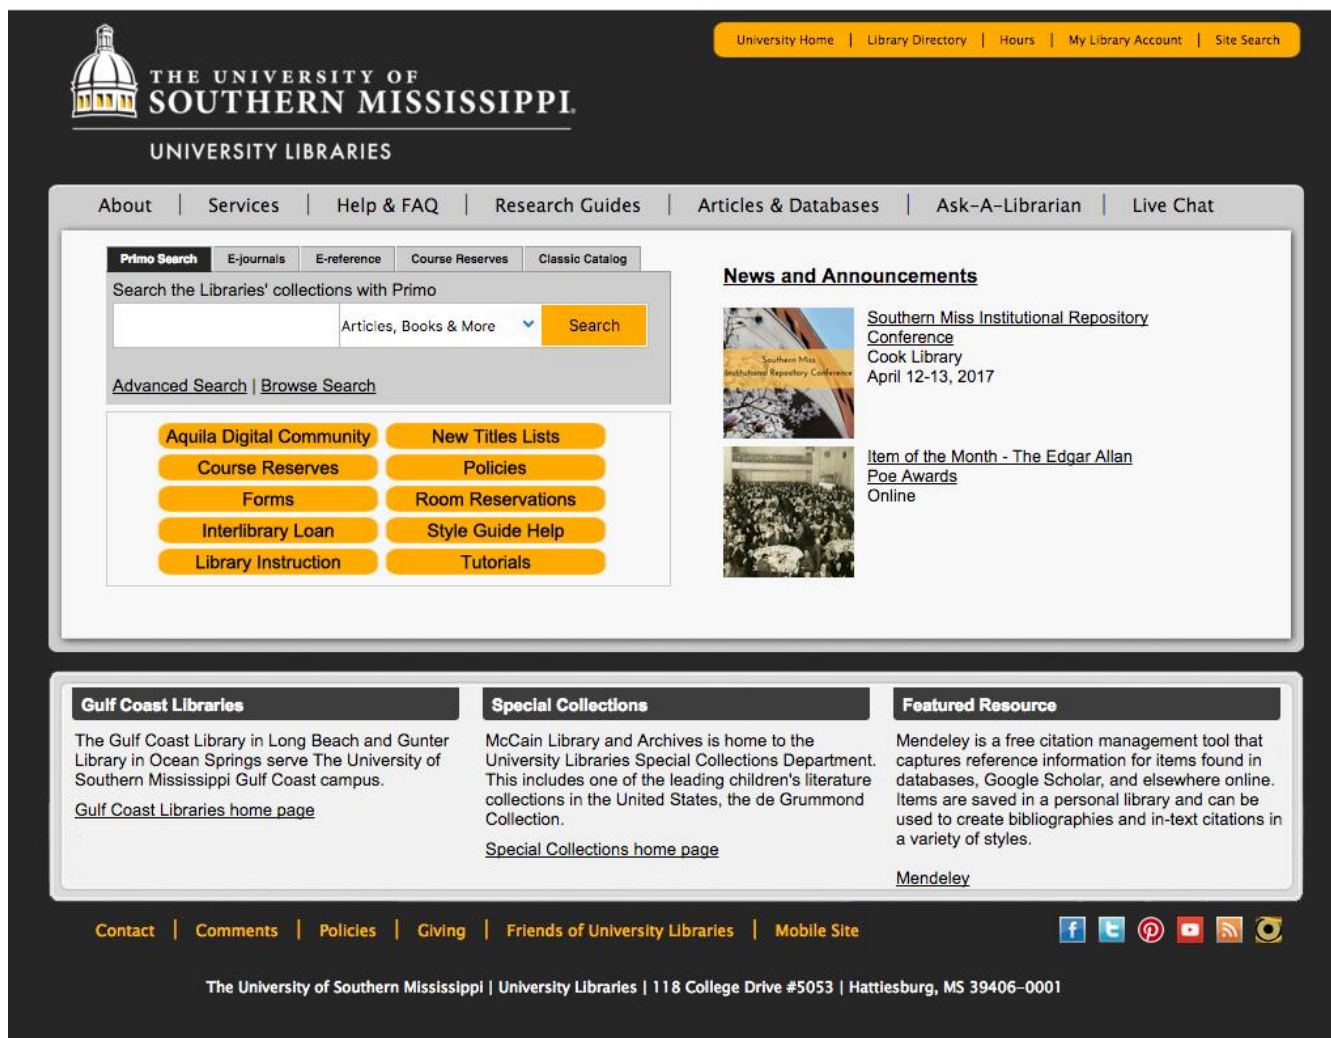 University Home | Library Directory | Hours | My Library Account | Site Search
THE UNIVERSITY OF
SOUTHERN MISSISSIPPI.
UNIVERSITY LIBRARIES
About | Services | Help & FAQ | Research Guides | Articles & Databases | Ask-A-Librarian | Live Chat
Primo Search E-journals E-reference Course Reserves Classic Catalog
Search the Libraries' collections with Primo
Articles, Books & More Search
Advanced Search | Browse Search
Aquila Digital Community New Titles Lists
Course Reserves Policies
Forms Room Reservations
Interlibrary Loan Style Guide Help
Library Instruction Tutorials
News and Announcements
Southern Miss
Institutional Repository Conference
Southern Miss Institutional Repository
Conference
Cook Library
April 12-13, 2017
Item of the Month - The Edgar Allan
Poe Awards
Online
Gulf Coast Libraries
The Gulf Coast Library in Long Beach and Gunter
Library in Ocean Springs serve The University of
Southern Mississippi Gulf Coast campus.
Gulf Coast Libraries home page
Special Collections
McCain Library and Archives is home to the
University Libraries Special Collections Department.
This includes one of the leading children's literature
collections in the United States, the de Grummond
Collection.
Special Collections home page
Featured Resource
Mendeley is a free citation management tool that
captures reference information for items found in
databases, Google Scholar, and elsewhere online.
Items are saved in a personal library and can be
used to create bibliographies and in-text citations in
a variety of styles.
Mendeley
Contact | Comments | Policies | Giving | Friends of University Libraries | Mobile Site
The University of Southern Mississippi | University Libraries | 118 College Drive #5053 | Hattiesburg, MS 39406-0001